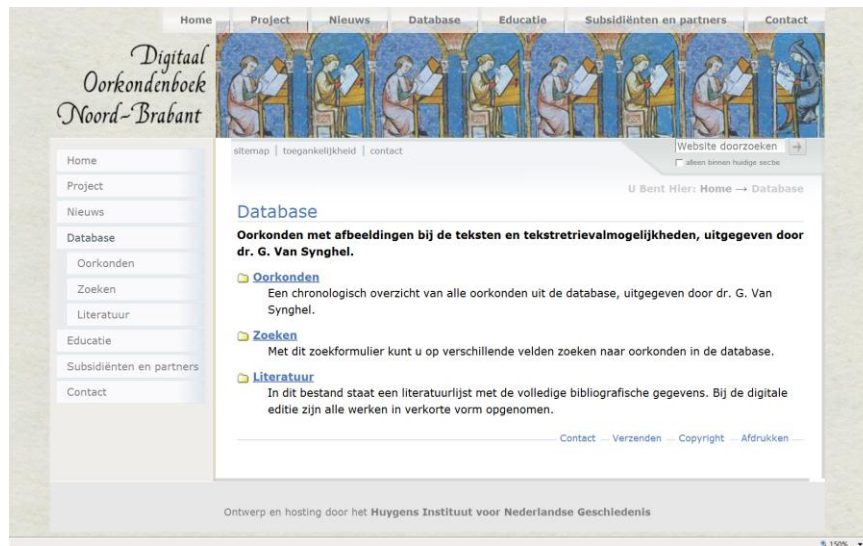 Home Project Nieuws Database Educatie Subsidiënten en partners Contact
Digitaal
Oorkondenboek
Noord-Brabant
sitemap | toegankelijkheid | contact
Website doorzoeken
alleen binnen huidige sectie
U Bent Hier: Home → Database
Home
Project
Nieuws
Database
Oorkonden
Zoeken
Literatuur
Educatie
Subsidiënten en partners
Contact
Database
Oorkonden met afbeeldingen bij de teksten en tekstretrievalmogelijkheden, uitgegeven door
dr. G. Van Synghel.
Oorkonden
Een chronologisch overzicht van alle oorkonden uit de database, uitgegeven door dr. G. Van
Synghel.
Zoeken
Met dit zoekformulier kunt u op verschillende velden zoeken naar oorkonden in de database.
Literatuur
In dit bestand staat een literatuurlijst met de volledige bibliografische gegevens. Bij de digitale
editie zijn alle werken in verkorte vorm opgenomen.
Contact — Verzenden — Copyright — Afdrukken
Ontwerp en hosting door het Huygens Instituut voor Nederlandse Geschiedenis
150%